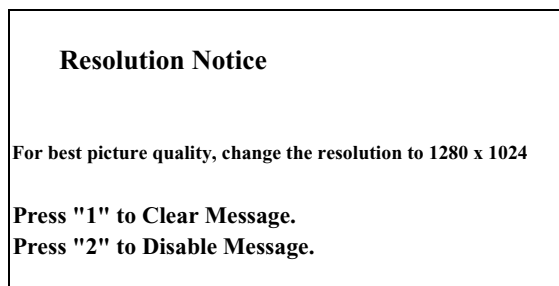 Resolution Notice
For best picture quality, change the resolution to 1280 x 1024
Press "1" to Clear Message.
Press "2" to Disable Message.